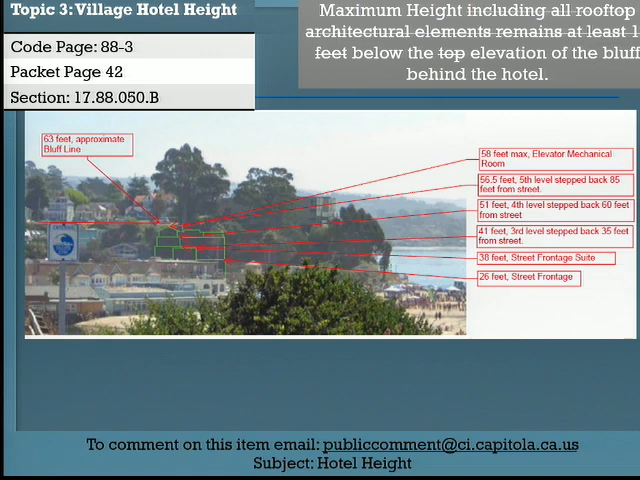 Topic 3: Village Hotel Height
Code Page: 88-3
Packet Page 42
Section: 17.88.050.B
Maximum Height including all rooftop
architectural elements remains at least
feet below the top elevation of the bluff
behind the hotel.
63 feet, approximate
Bluff Line
58 feet max, Elevator Mechanical
Room
56.5 feet, 5th level stepped back 85
feet from street.
51 feet, 4th level stepped back 60 feet
from street
41 feet, 3rd level stepped back 35 feet
from street.
38 feet, Street Frontage Suite
26 feet, Street Frontage
To comment on this item email: publiccomment@ci.capitola.ca.us
Subject: Hotel Height